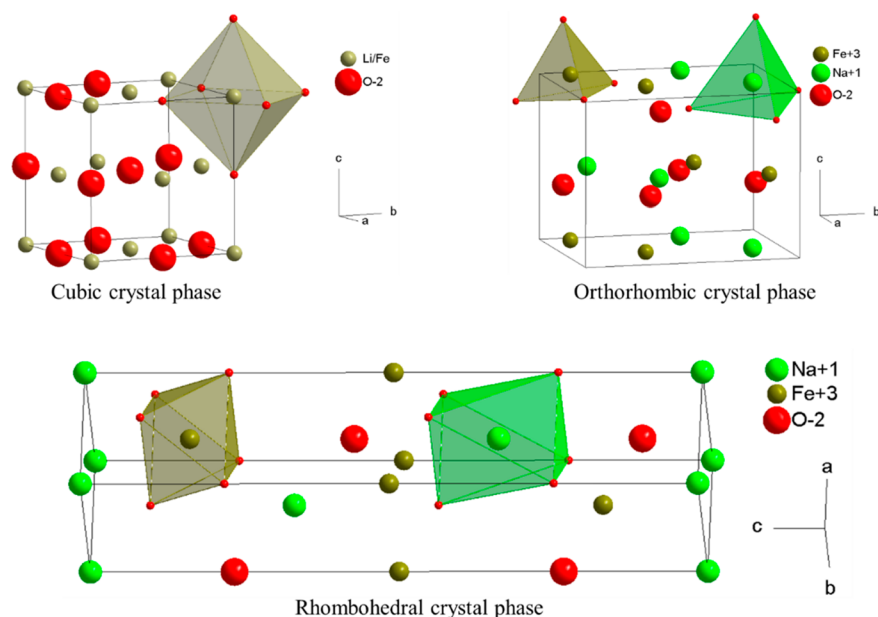 Li/Fe
O-2
c
b
a
Cubic crystal phase
Fe+3
Na+1
O-2
c
b
a
Orthorhombic crystal phase
Na+1
Fe+3
O-2
a
c
b
Rhombohedral crystal phase